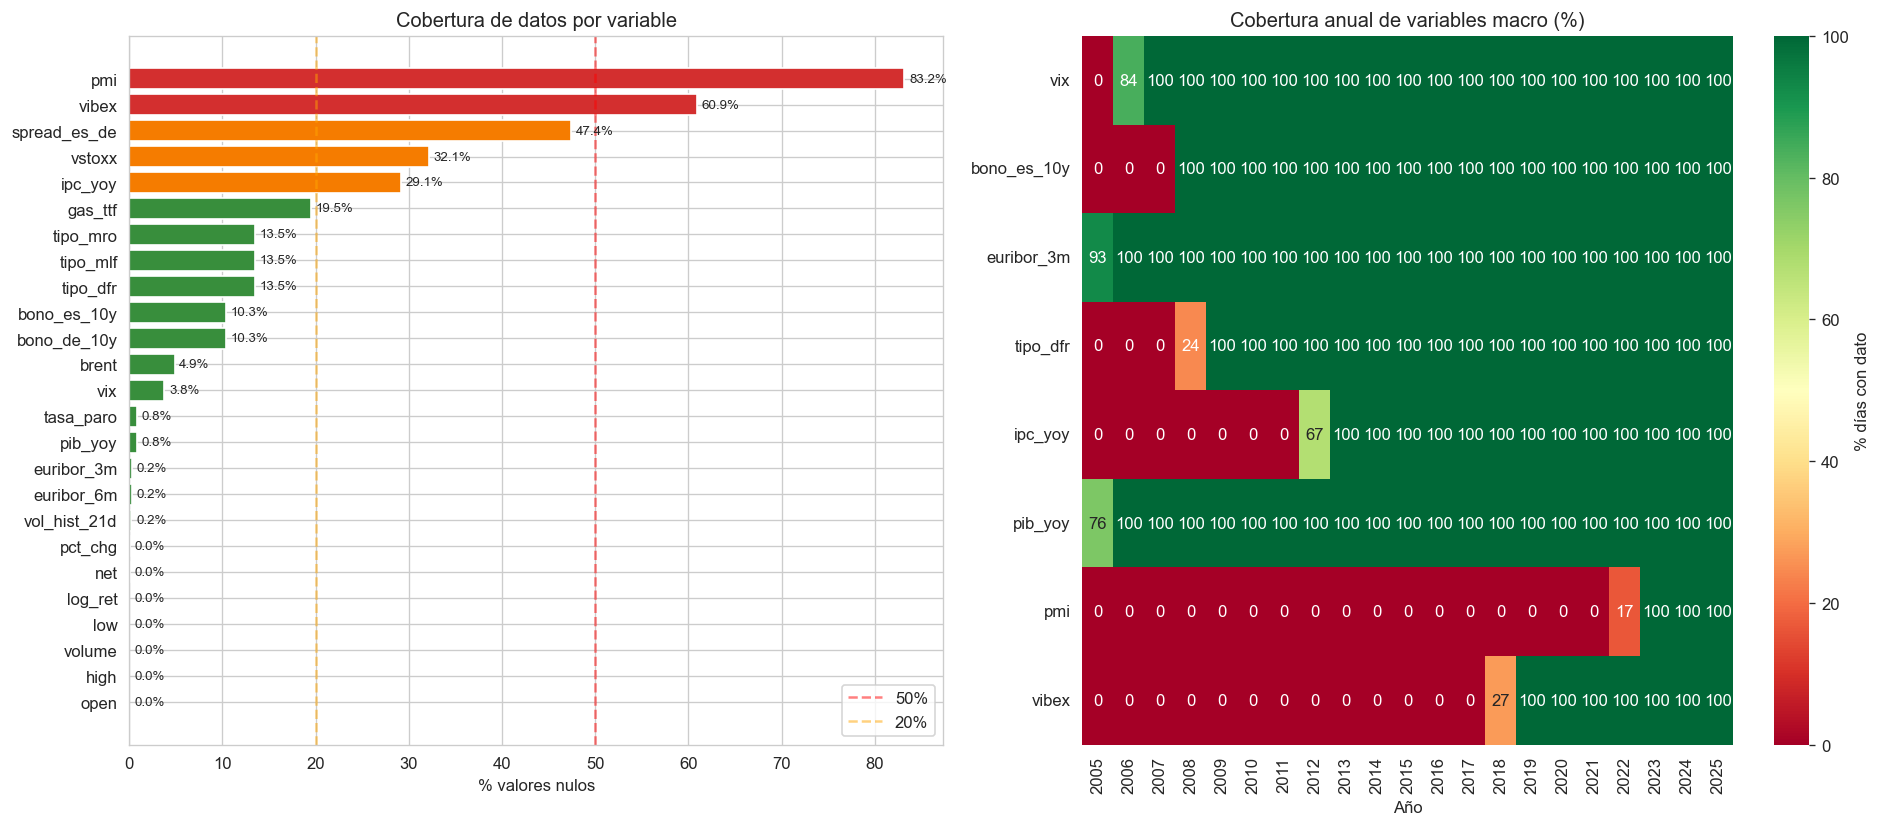 Cobertura de datos por variable
pmi 83.2%
vibex 60.9%
spread_es_de 47.4%
vstoxx 32.1%
ipc_yoy 29.1%
gas_ttf 19.5%
tipo_mro 13.5%
tipo_mlf 13.5%
tipo_dfr 13.5%
bono_es_10y 10.3%
bono_de_10y 10.3%
brent 4.9%
vix 3.8%
tasa_paro 0.8%
pib_yoy 0.8%
euribor_3m 0.2%
euribor_6m 0.2%
vol_hist_21d 0.2%
pct_chg 0.0%
net 0.0%
log_ret 0.0%
low 0.0%
volume 0.0%
high 0.0%
open 0.0%
50%
20%
0 10 20 30 40 50 60 70 80
% valores nulos
Cobertura anual de variables macro (%)
vix 0 84 100 100 100 100 100 100 100 100 100 100 100 100 100 100 100 100 100 100 100
bono_es_10y 0 0 0 100 100 100 100 100 100 100 100 100 100 100 100 100 100 100 100 100 100
euribor_3m 93 100 100 100 100 100 100 100 100 100 100 100 100 100 100 100 100 100 100 100 100
tipo_dfr 0 0 0 24 100 100 100 100 100 100 100 100 100 100 100 100 100 100 100 100 100
ipc_yoy 0 0 0 0 0 0 0 67 100 100 100 100 100 100 100 100 100 100 100 100 100
pib_yoy 76 100 100 100 100 100 100 100 100 100 100 100 100 100 100 100 100 100 100 100 100
pmi 0 0 0 0 0 0 0 0 0 0 0 0 0 0 0 0 0 17 100 100 100
vibex 0 0 0 0 0 0 0 0 0 0 0 0 0 27 100 100 100 100 100 100 100
2005 2006 2007 2008 2009 2010 2011 2012 2013 2014 2015 2016 2017 2018 2019 2020 2021 2022 2023 2024 2025
Año
100
80
60
40
20
0
% días con dato